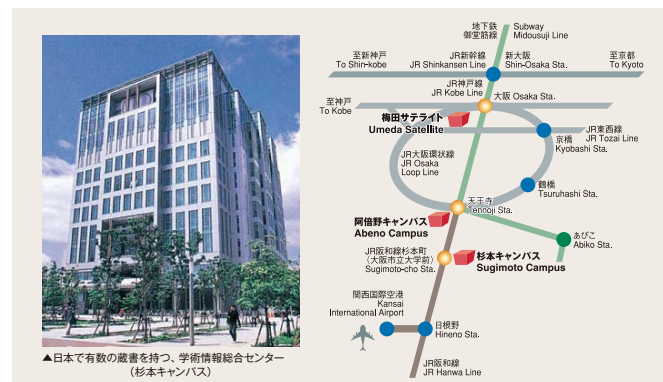 ▲日本で有数の蔵書を持つ、学術情報総合センター
（杉本キャンパス）
地下鉄
御堂筋線
Subway
Midousuji Line
至新神戸
To Shin-kobe
JR新幹線
JR Shinkansen Line
新大阪
Shin-Osaka Sta.
至京都
To Kyoto
JR神戸線
JR Kobe Line
大阪 Osaka Sta.
至神戸
To Kobe
梅田サテライト
Umeda Satellite
JR東西線
JR Tozai Line
京橋
Kyobashi Sta.
JR大阪環状線
JR Osaka
Loop Line
鶴橋
Tsuruhashi Sta.
天王寺
Tennoji Sta.
阿倍野キャンパス
Abeno Campus
あびこ
Abiko Sta.
JR阪和線杉本町
（大阪市立大学前）
Sugimoto-cho Sta.
杉本キャンパス
Sugimoto Campus
関西国際空港
Kansai
International Airport
日根野
Hineno Sta.
JR阪和線
JR Hanwa Line